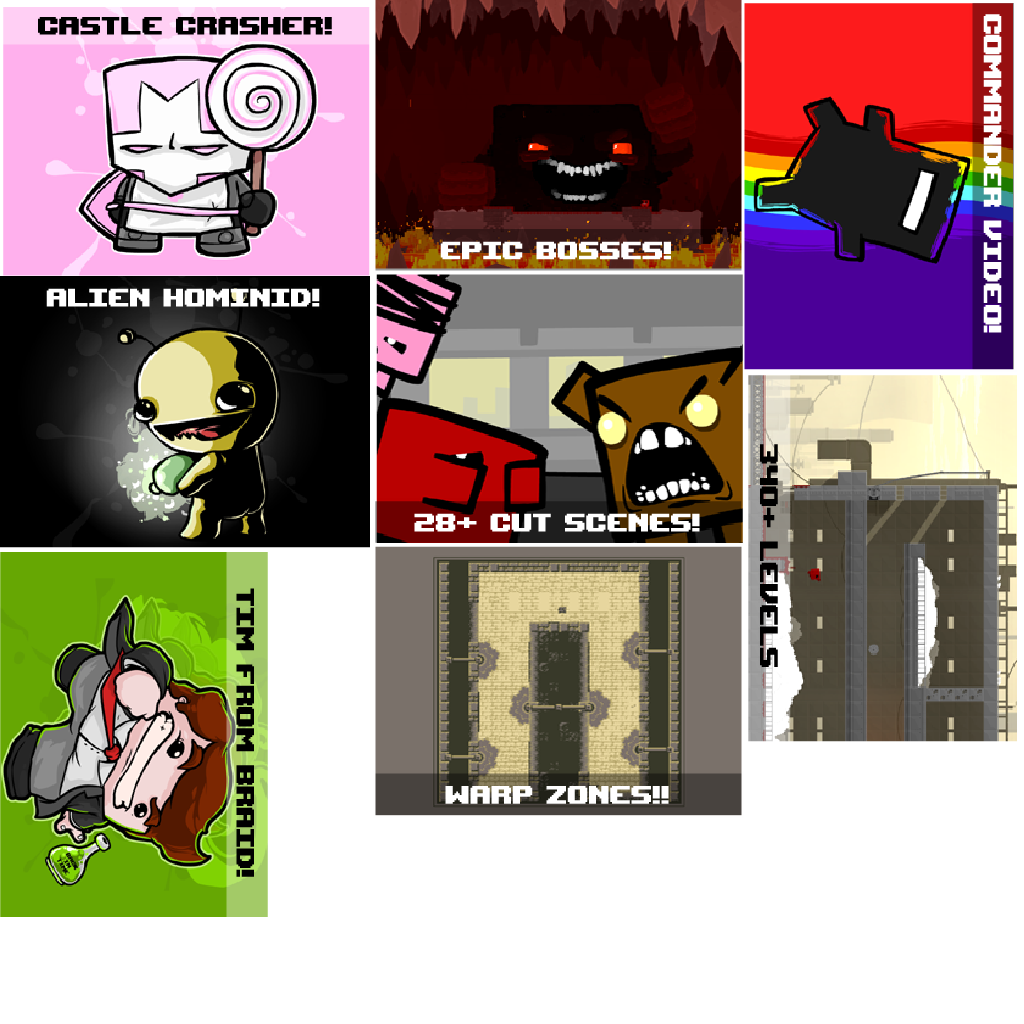 CASTLE CRASHER!
EPIC BOSSES!
COMMANDER VIDEO!
ALIEN HOMINID!
28+ CUT SCENES!
340+ LEVELS
TIM FROM BRAID!
WARP ZONES!!